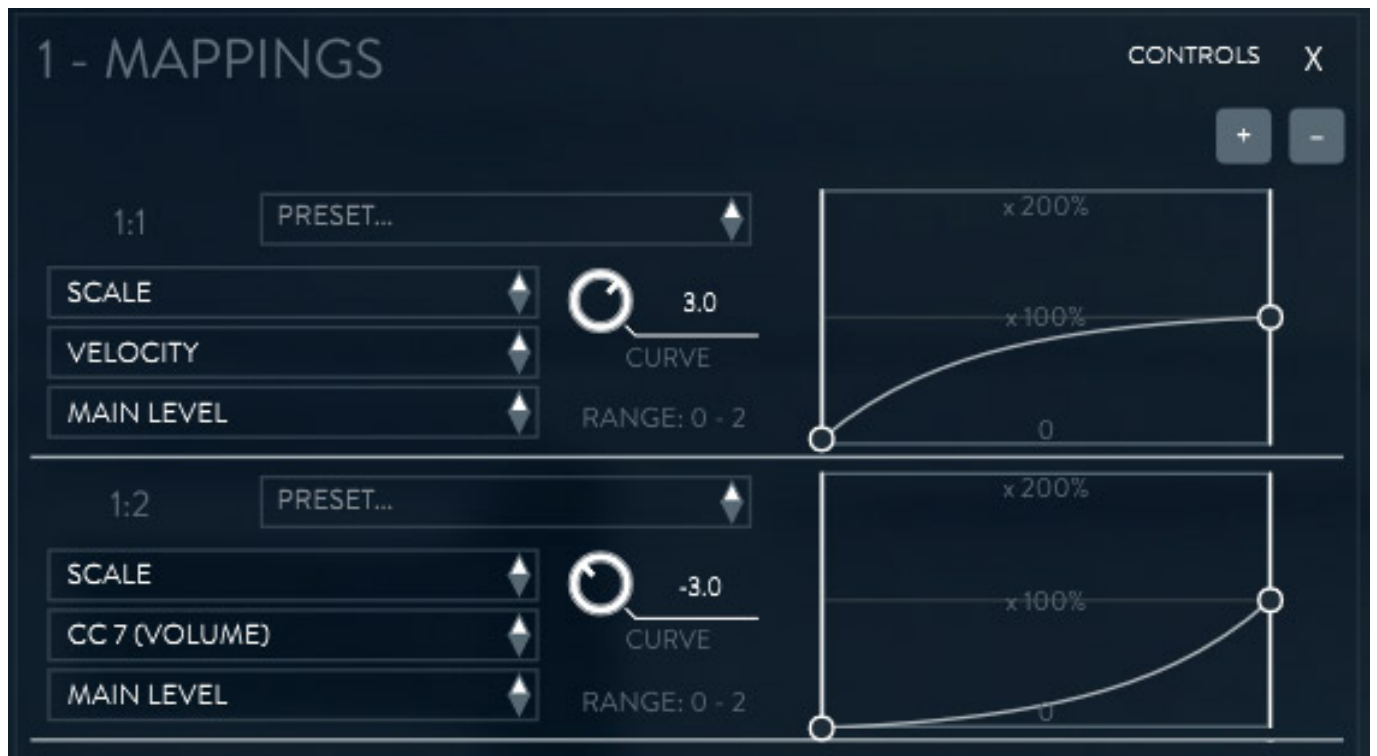 1 - MAPPINGS
CONTROLS X
+ -
1:1 PRESET...
x 200%
SCALE
3.0
x 100%
VELOCITY
CURVE
MAIN LEVEL
RANGE: 0 - 2
0
1:2 PRESET...
x 200%
SCALE
-3.0
x 100%
CC 7 (VOLUME)
CURVE
MAIN LEVEL
RANGE: 0 - 2
0